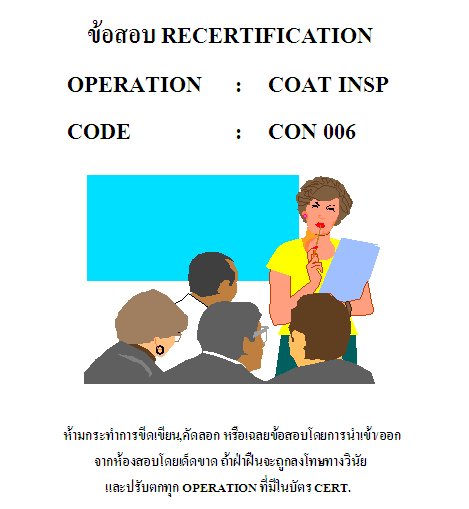 ข้อสอบ RECERTIFICATION
OPERATION : COAT INSP
CODE : CON 006
ห้ามกระทำการขีดเขียน,คัดลอก หรือเฉลยข้อสอบโดยการนำเข้า/ออก
จากห้องสอบโดยเด็ดขาด ถ้าฝ่าฝืนจะถูกลงโทษทางวินัย
และปรับตกทุก OPERATION ที่มีในบัตร CERT.